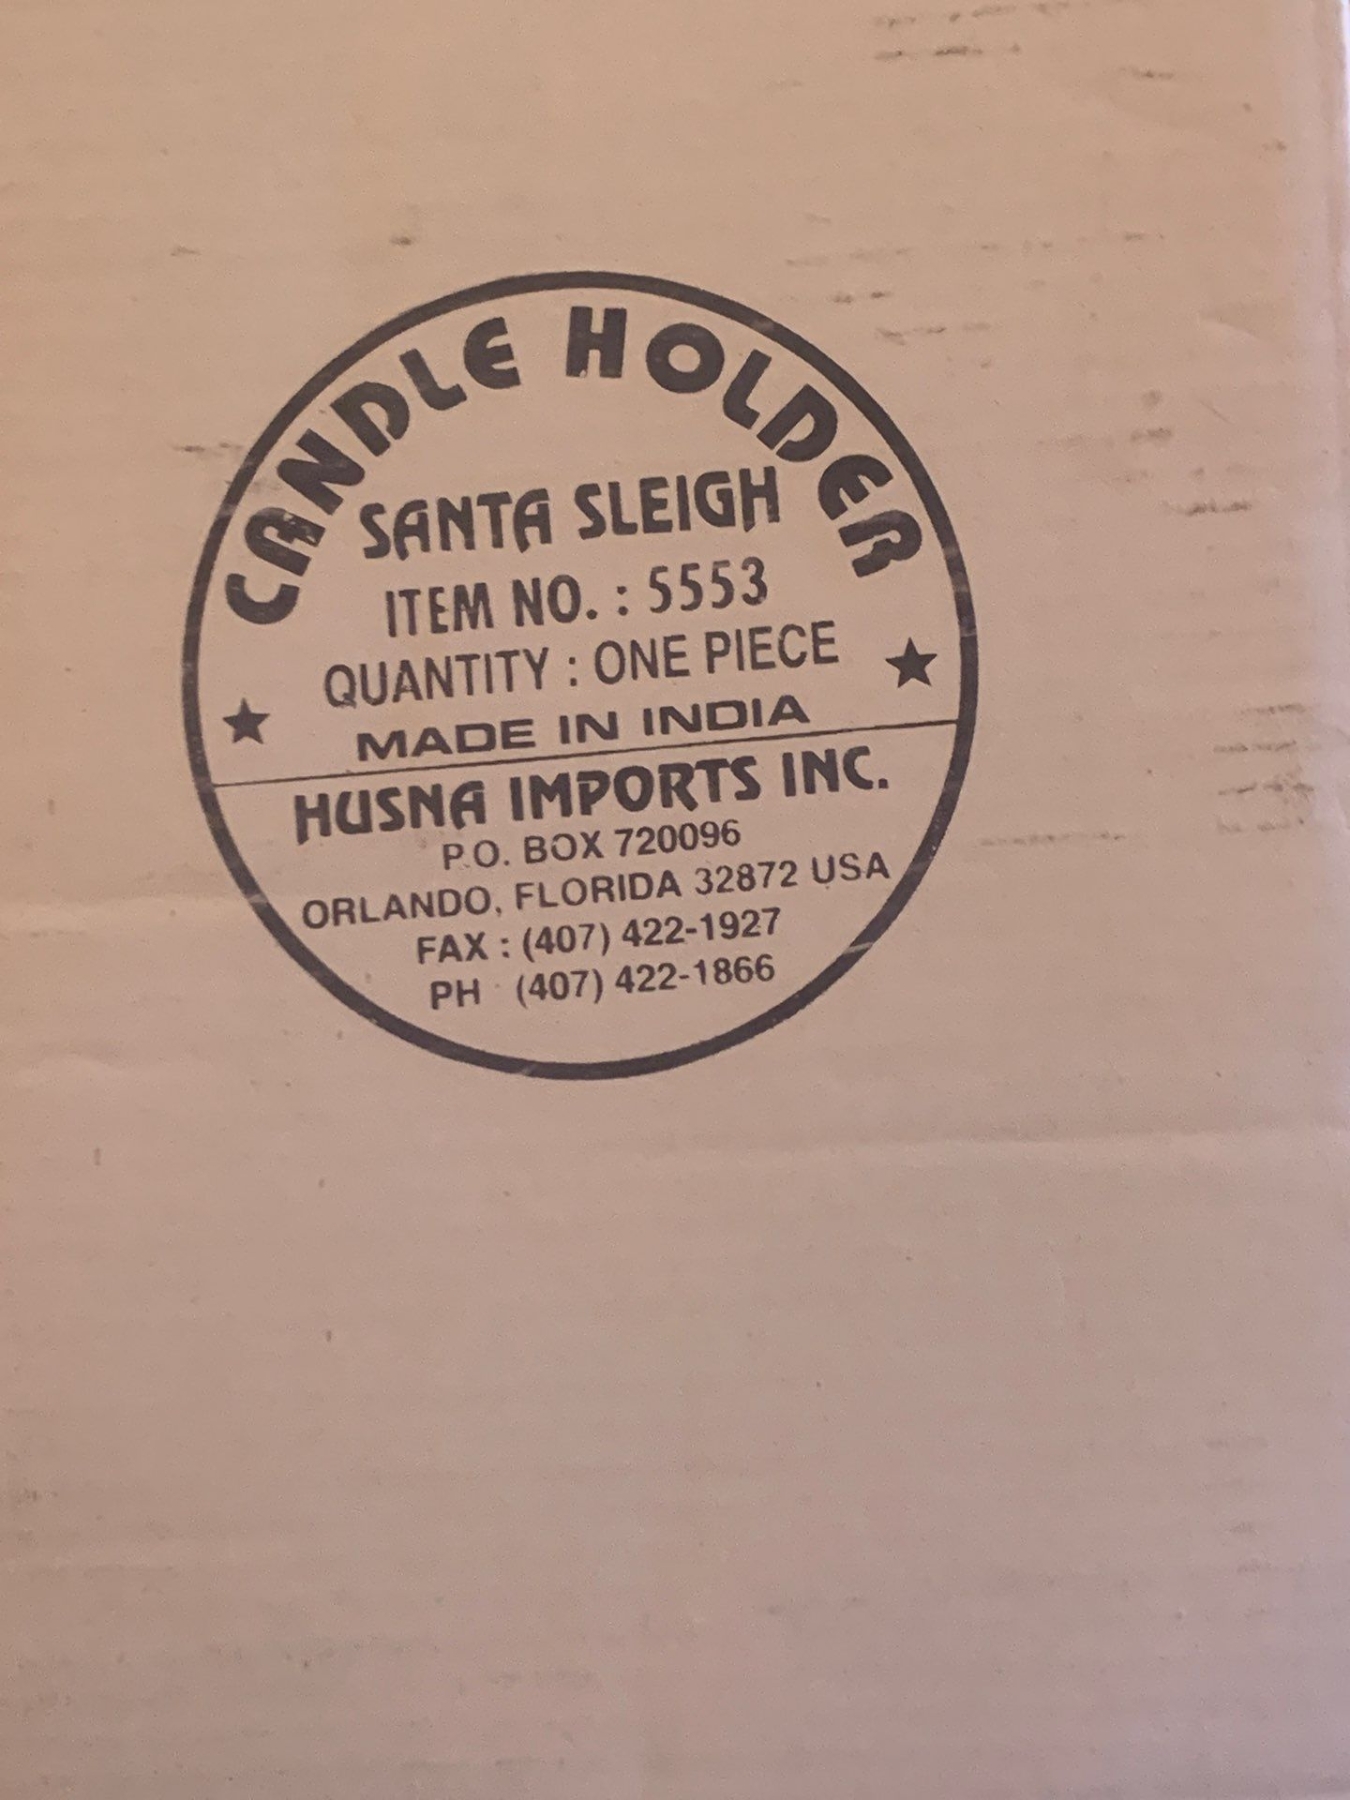 CANDLE HOLDER
SANTA SLEIGH
ITEM NO. : 5553
QUANTITY : ONE PIECE
MADE IN INDIA
HUSNA IMPORTS INC.
P.O. BOX 720096
ORLANDO, FLORIDA 32872 USA
FAX : (407) 422-1927
PH : (407) 422-1866